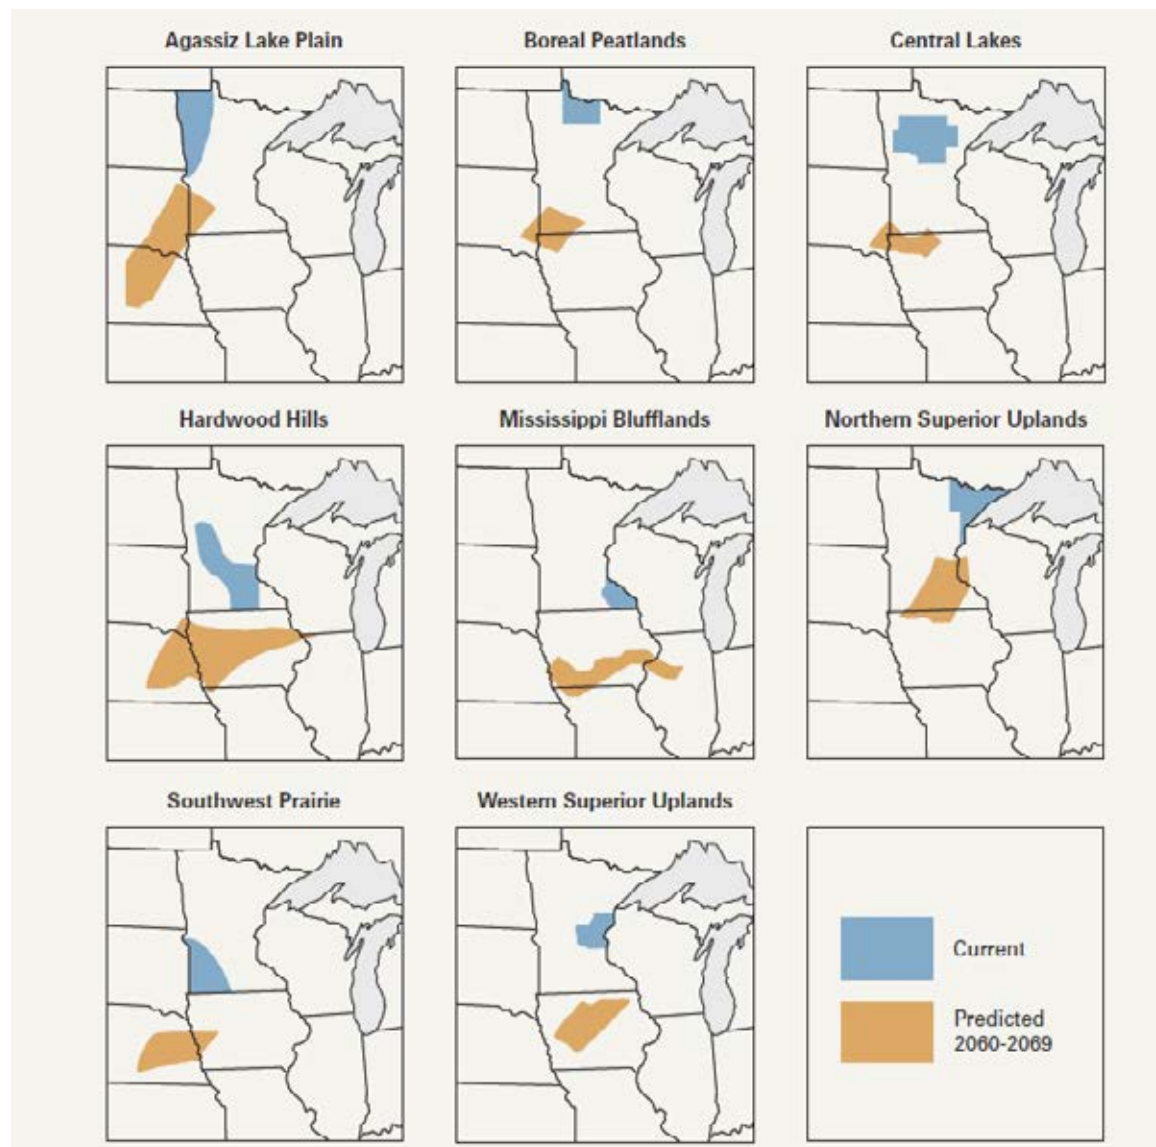 Agassiz Lake Plain
Boreal Peatlands
Central Lakes
Hardwood Hills
Mississippi Blufflands
Northern Superior Uplands
Southwest Prairie
Western Superior Uplands
Current
Predicted
2060-2069